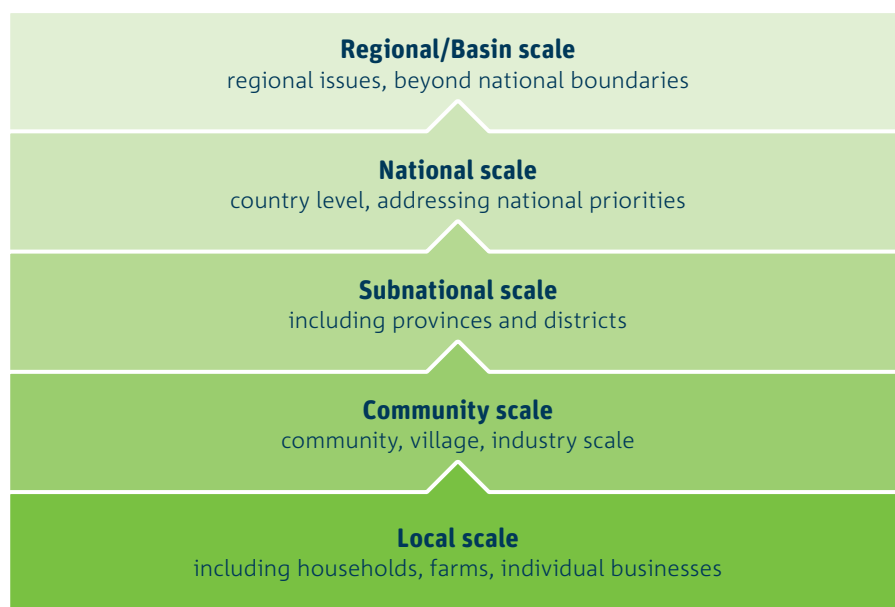 Regional/Basin scale
regional issues, beyond national boundaries
National scale
country level, addressing national priorities
Subnational scale
including provinces and districts
Community scale
community, village, industry scale
Local scale
including households, farms, individual businesses